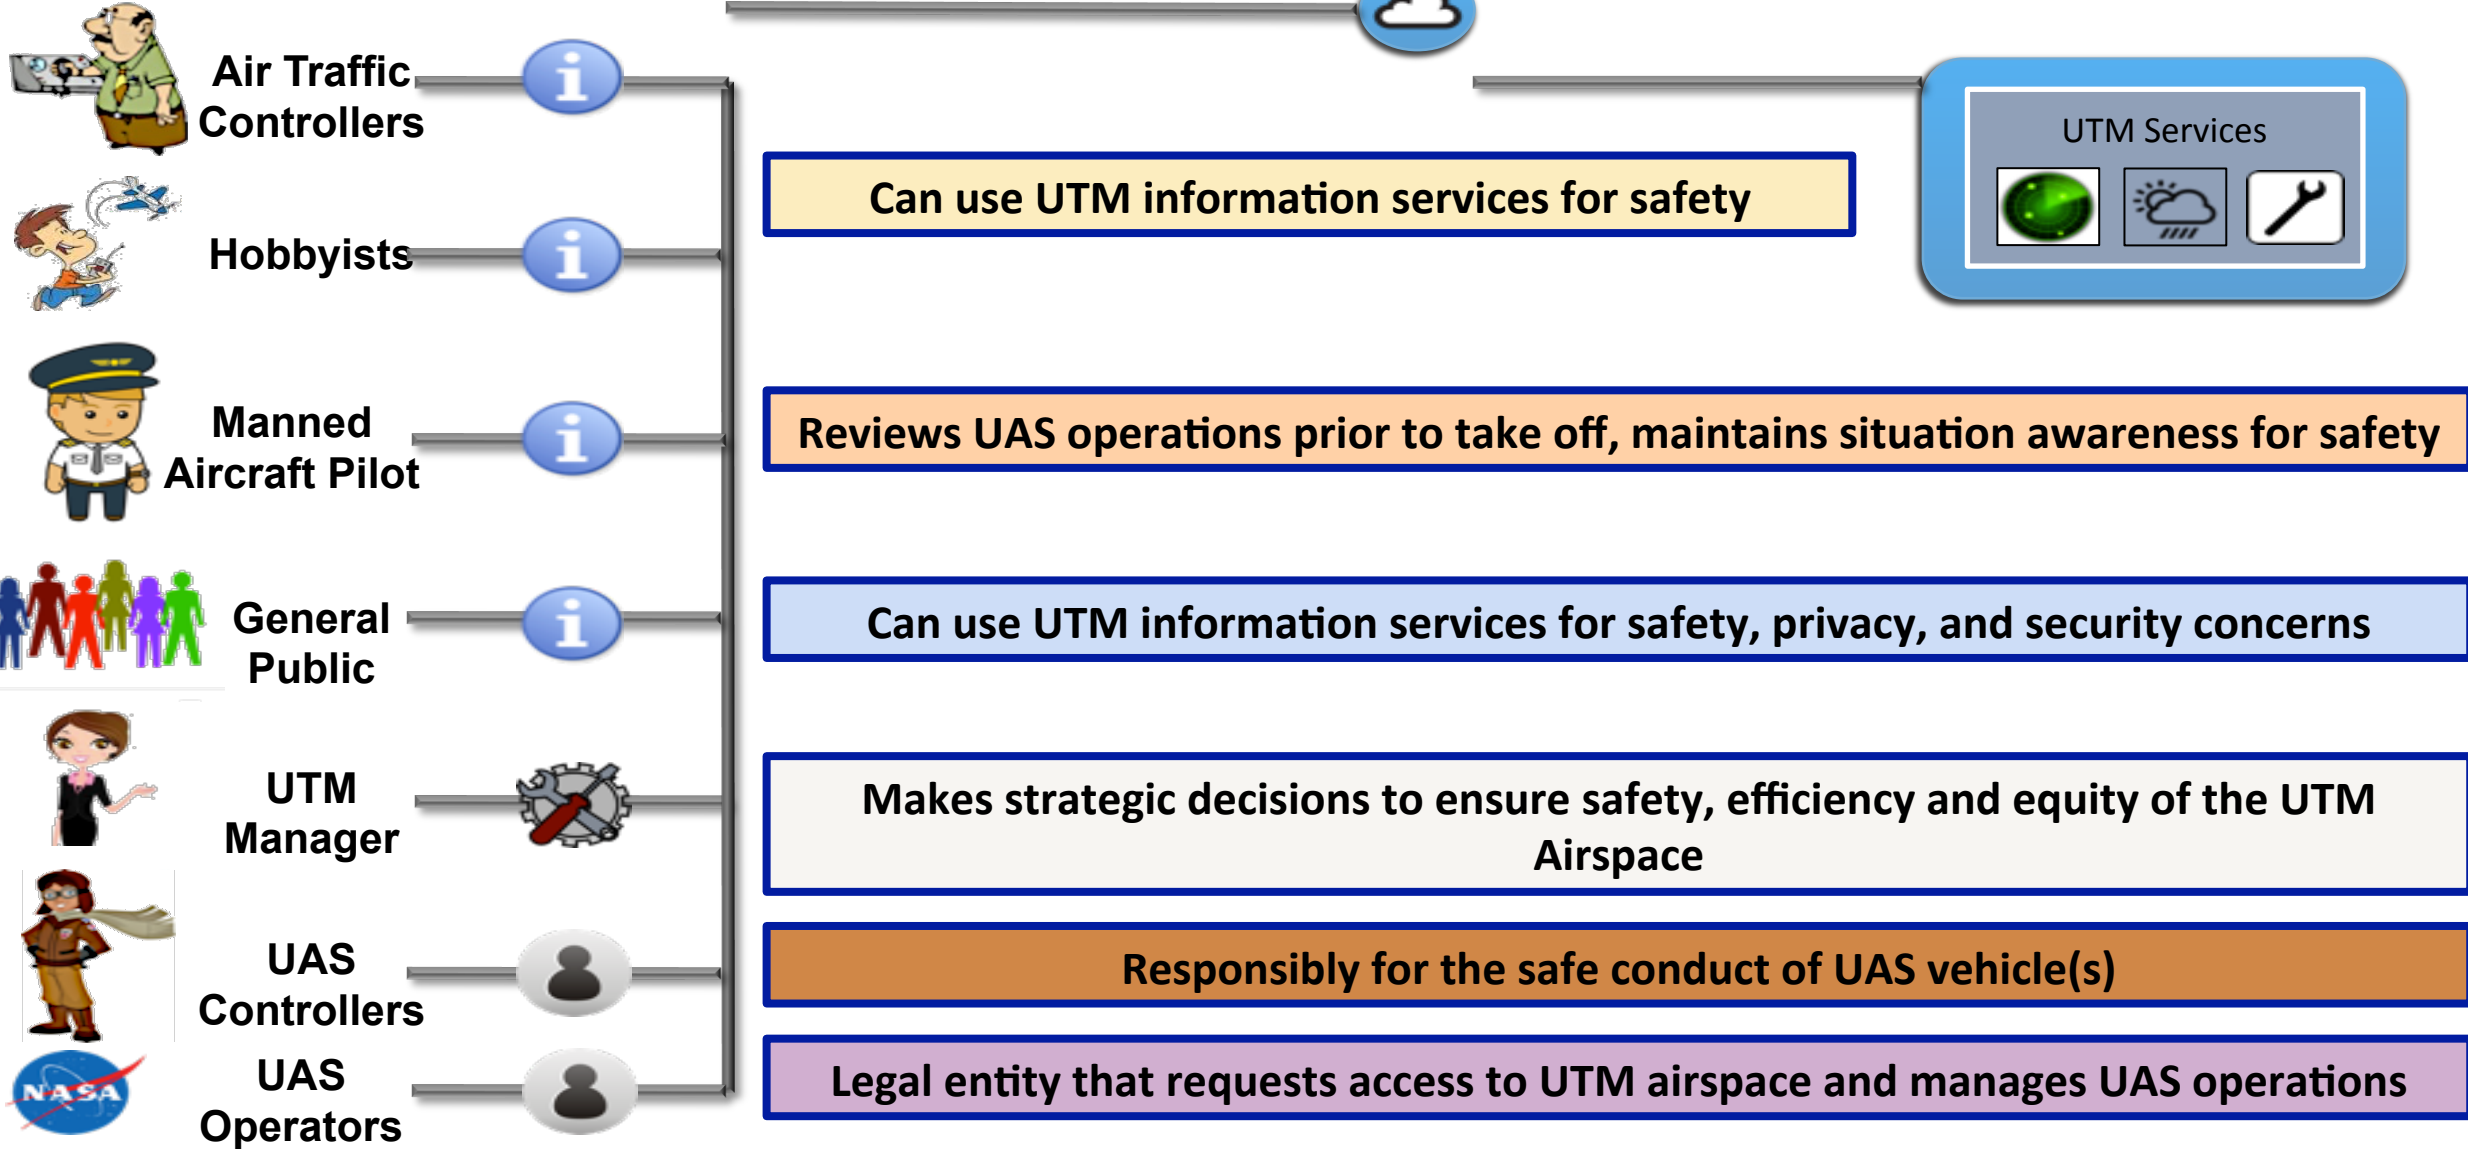 Air Traffic
Controllers
UTM Services
Can use UTM information services for safety
Hobbyists
Manned
Aircraft Pilot
Reviews UAS operations prior to take off, maintains situation awareness for safety
General
Public
Can use UTM information services for safety, privacy, and security concerns
UTM
Manager
Makes strategic decisions to ensure safety, efficiency and equity of the UTM
Airspace
UAS
Controllers
Responsibly for the safe conduct of UAS vehicle(s)
NASA
UAS
Operators
Legal entity that requests access to UTM airspace and manages UAS operations